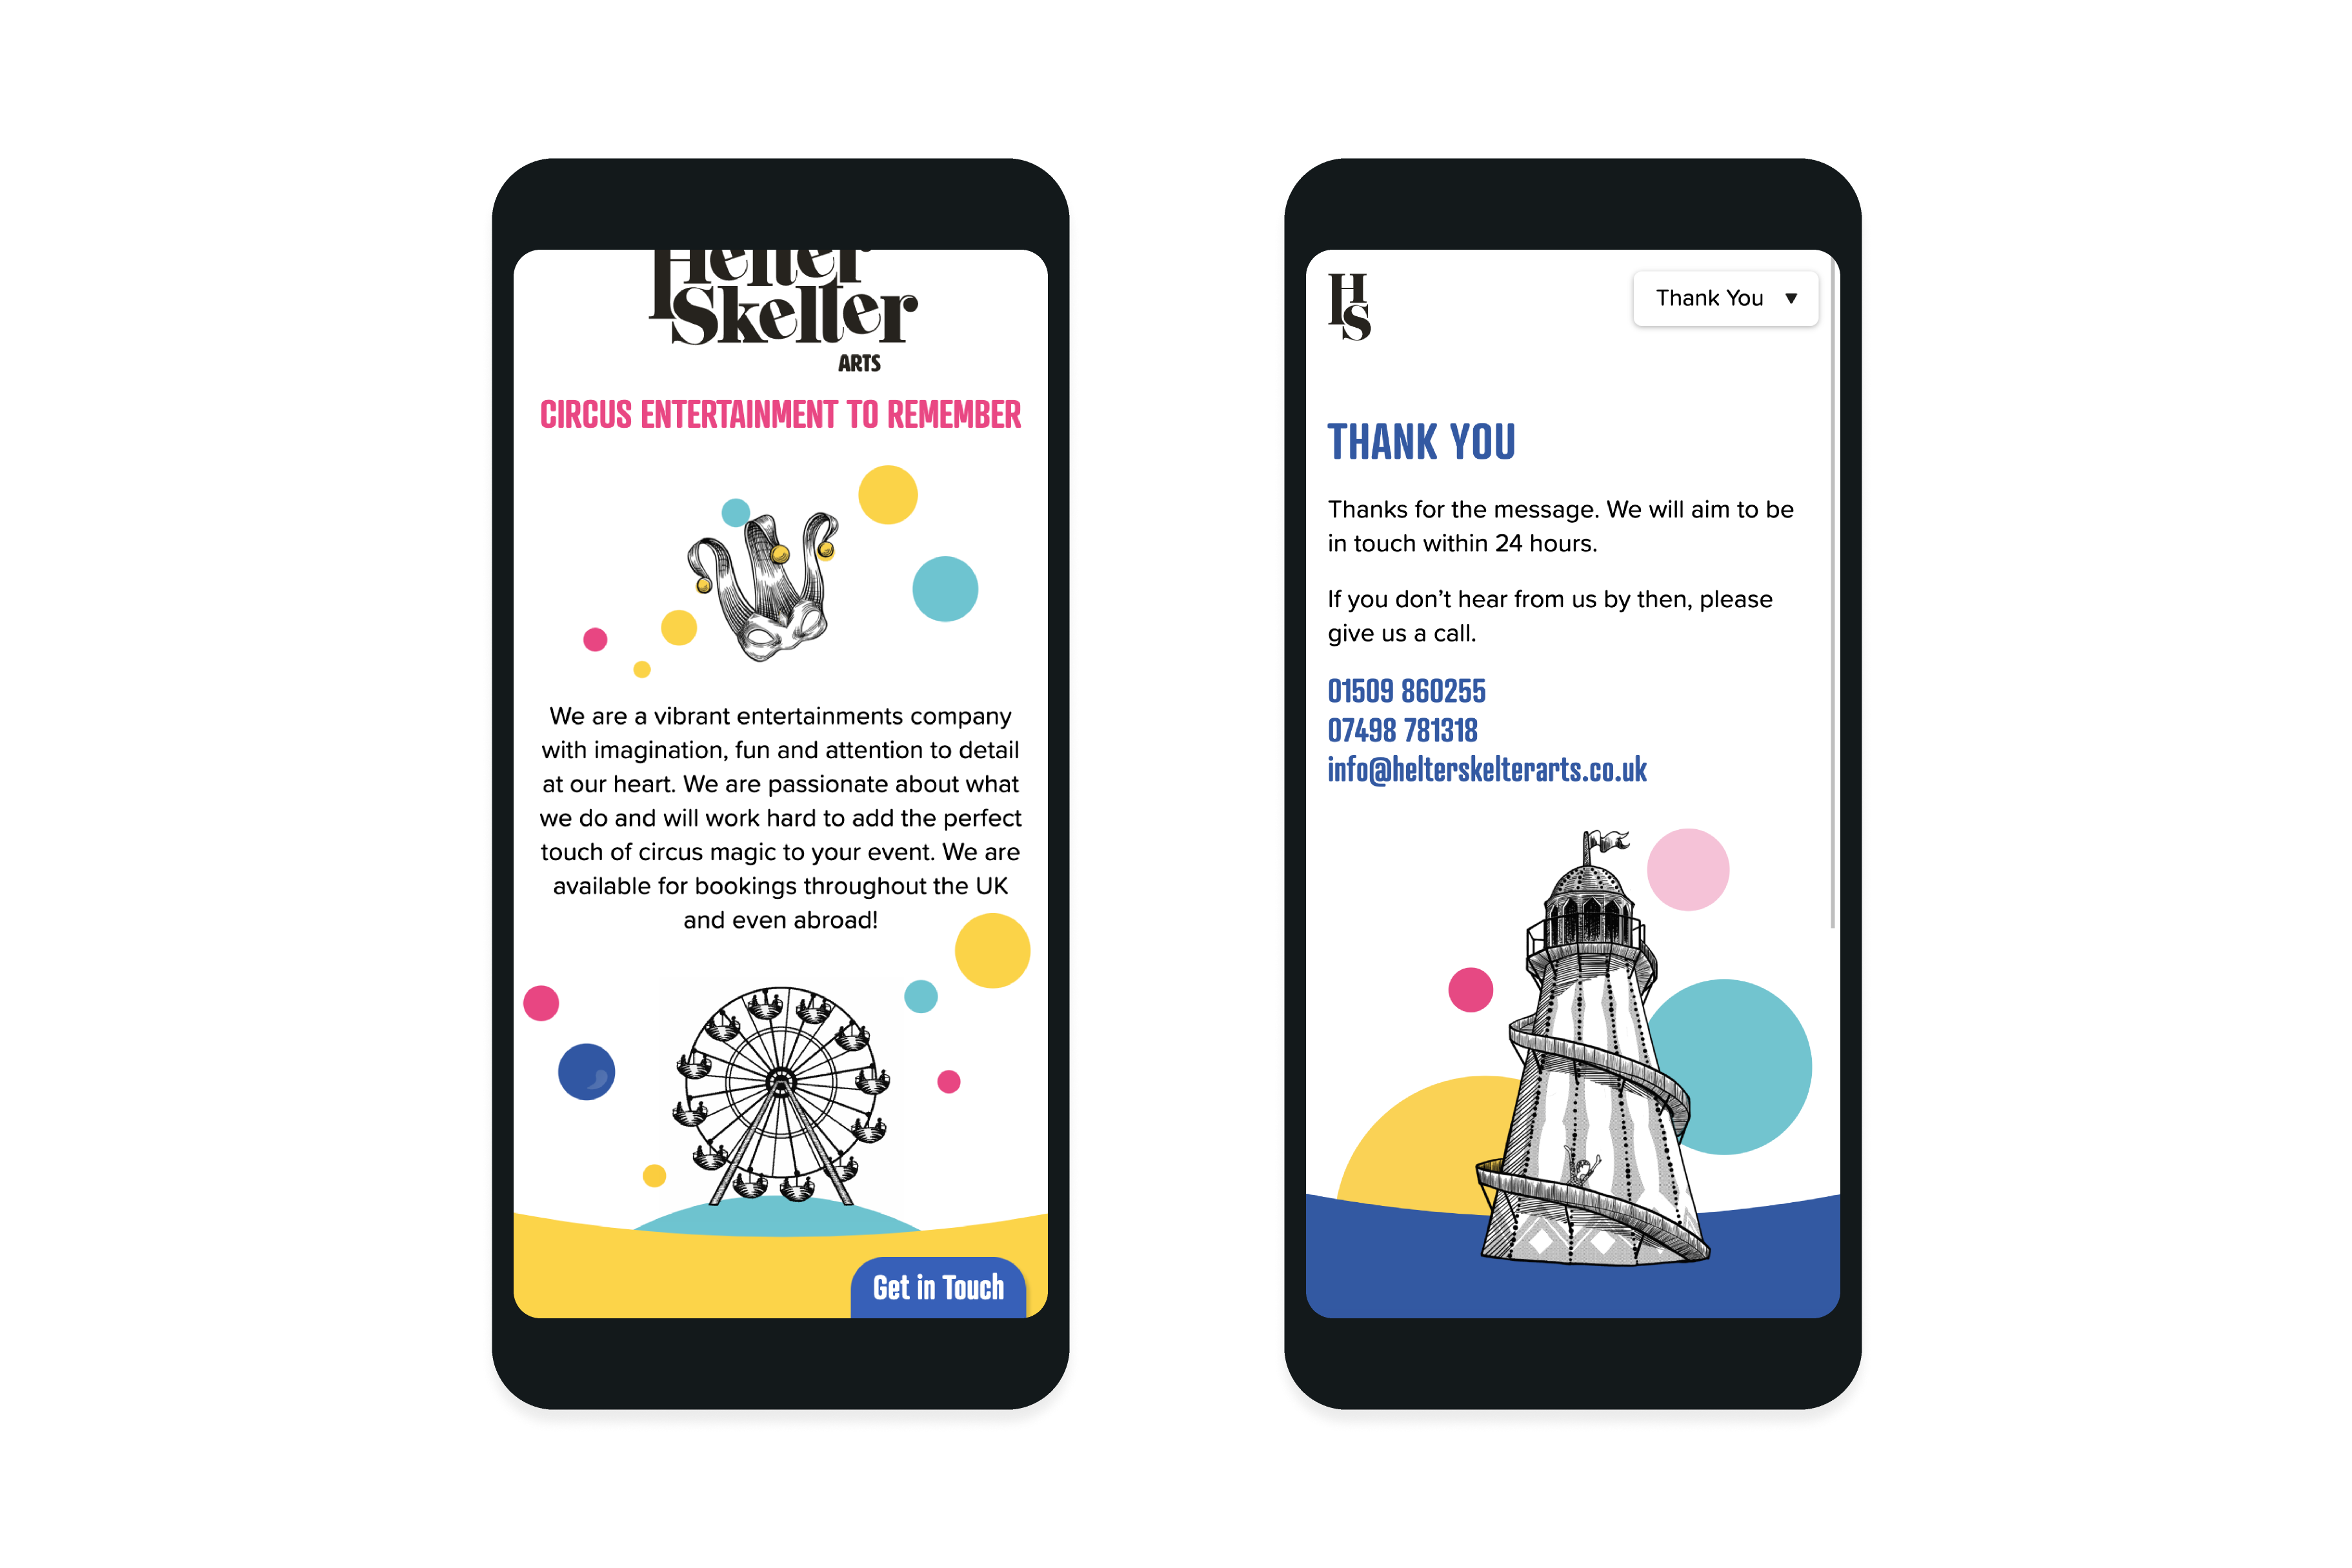 Helter
Skelter
ARTS
CIRCUS ENTERTAINMENT TO REMEMBER
We are a vibrant entertainments company
with imagination, fun and attention to detail
at our heart. We are passionate about what
we do and will work hard to add the perfect
touch of circus magic to your event. We are
available for bookings throughout the UK
and even abroad!
Get in Touch
HS
Thank You ▼
THANK YOU
Thanks for the message. We will aim to be
in touch within 24 hours.
If you don’t hear from us by then, please
give us a call.
01509 860255
07498 781318
info@helterskelterarts.co.uk